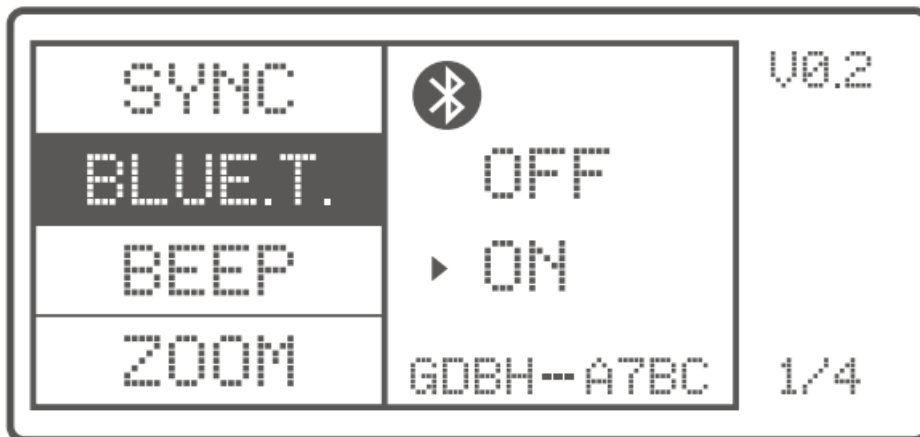 SYNC
BLUE.T.
BEEP
ZOOM
OFF
ON
GDBH---A7BC
V0.2
1/4